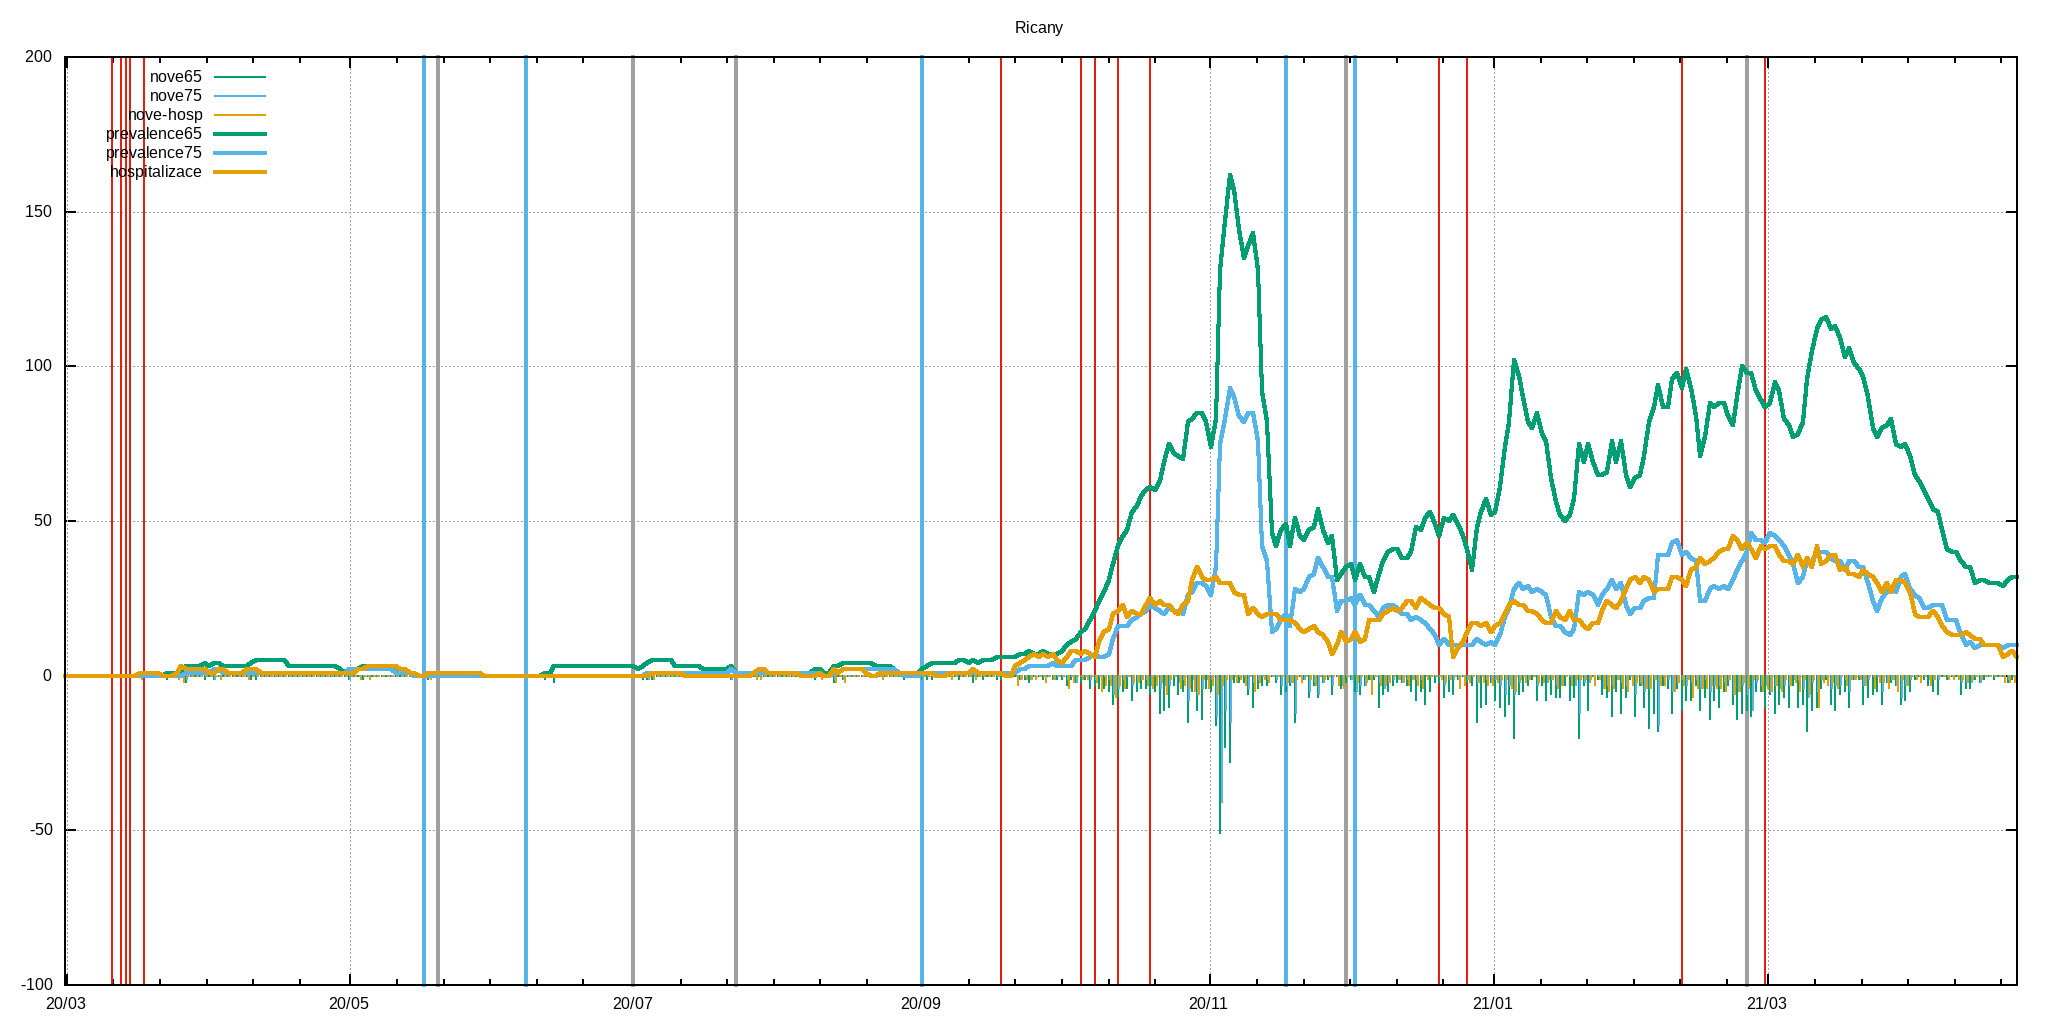 Ricany
200
150
100
50
0
-50
-100
nove65
nove75
nove-hosp
prevalence65
prevalence75
hospitalizace
20/03 20/05 20/07 20/09 20/11 21/01 21/03